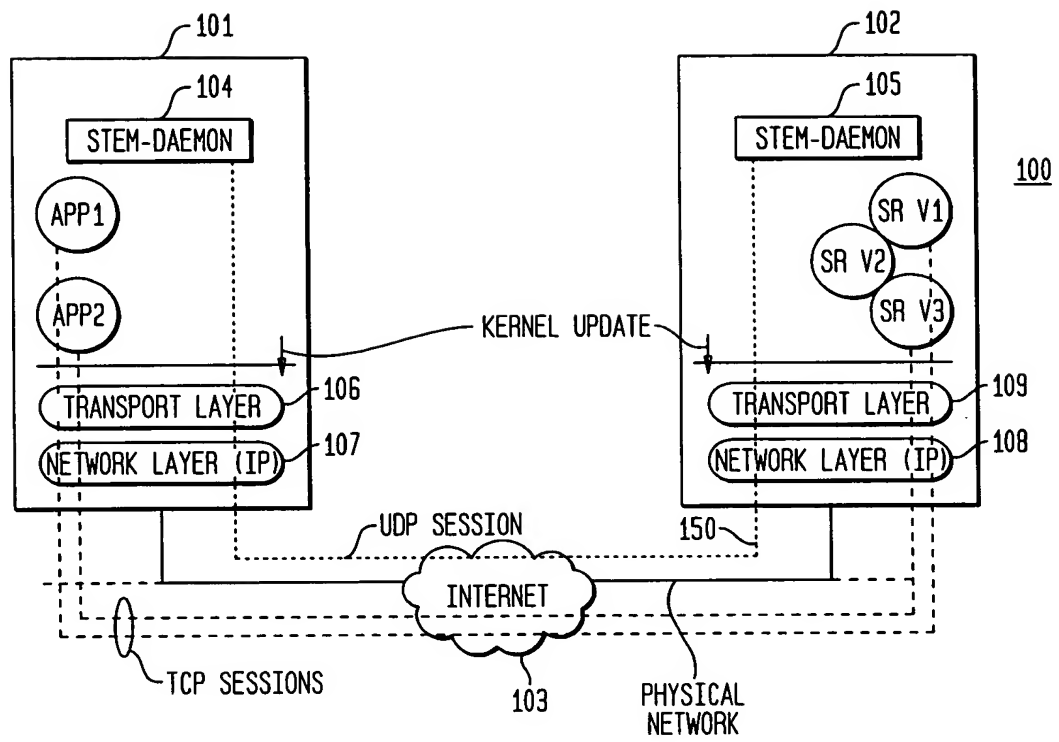 101
102
104
105
STEM-DAEMON
STEM-DAEMON
100
APP1
SR V1
SR V2
APP2
SR V3
KERNEL UPDATE
106
109
TRANSPORT LAYER
TRANSPORT LAYER
107
108
NETWORK LAYER (IP)
NETWORK LAYER (IP)
UDP SESSION
150
INTERNET
TCP SESSIONS
103
PHYSICAL
NETWORK